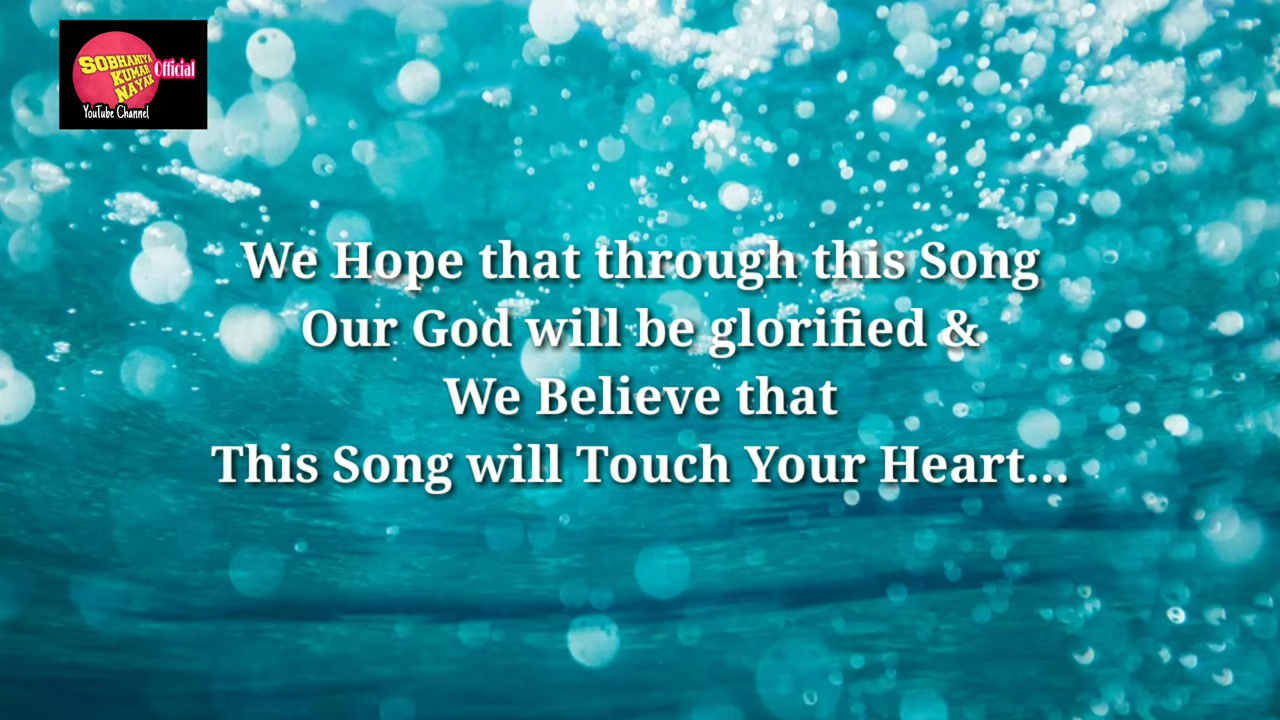 SOBHANIYA
KUMAR
NAYAK
Official
YouTube Channel
We Hope that through this Song
Our God will be glorified &
We Believe that
This Song will Touch Your Heart...